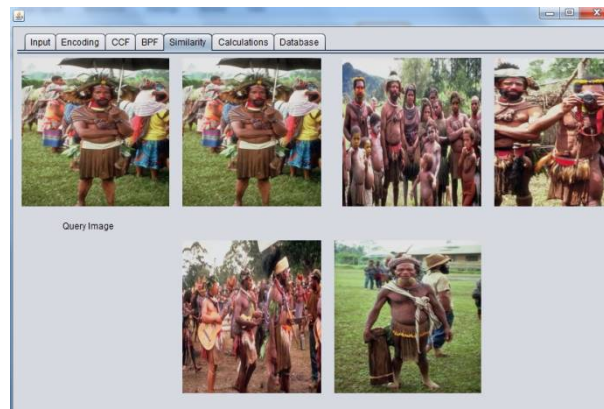 Input Encoding CCF BPF Similarity Calculations Database
Query Image